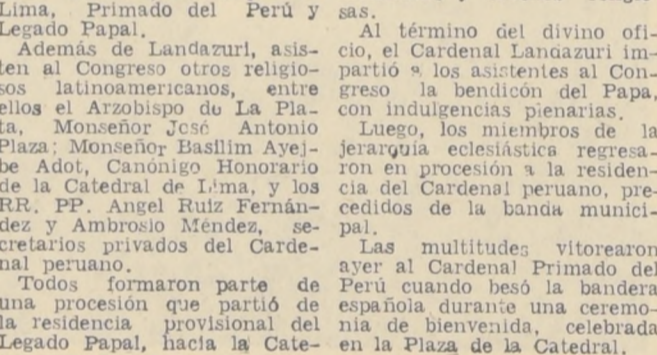 Lima, Primado del Perú y
Legado Papal.
Además de Landazuri, asis-
ten al Congreso otros religio-
sos latinoamericanos, entre
ellos el Arzobispo de La Pla-
ta, Monseñor José Antonio
Plaza; Monseñor Basilim Ayej-
be Adot, Canónigo Honorario
de la Catedral de Lima, y los
RR. PP. Angel Ruiz Fernán-
dez y Ambrosio Méndez, se-
cretarios privados del Carde-
nal peruano.
Todos formaron parte de
una procesión que partió de
la residencia provisional del
Legado Papal, hacia la Cate-
sas.
Al término del divino ofi-
cio, el Cardenal Landazuri im-
partió a los asistentes al Con-
greso la bendicón del Papa,
con indulgencias plenarias.
Luego, los miembros de la
jerarquía eclesiástica regresa-
ron en procesión a la residen-
cia del Cardenal peruano, pre-
cedidos de la banda munici-
pal.
Las multitudes vitorearon
ayer al Cardenal Primado del
Perú cuando besó la bandera
española durante una ceremo-
nia de bienvenida, celebrada
en la Plaza de la Catedral.